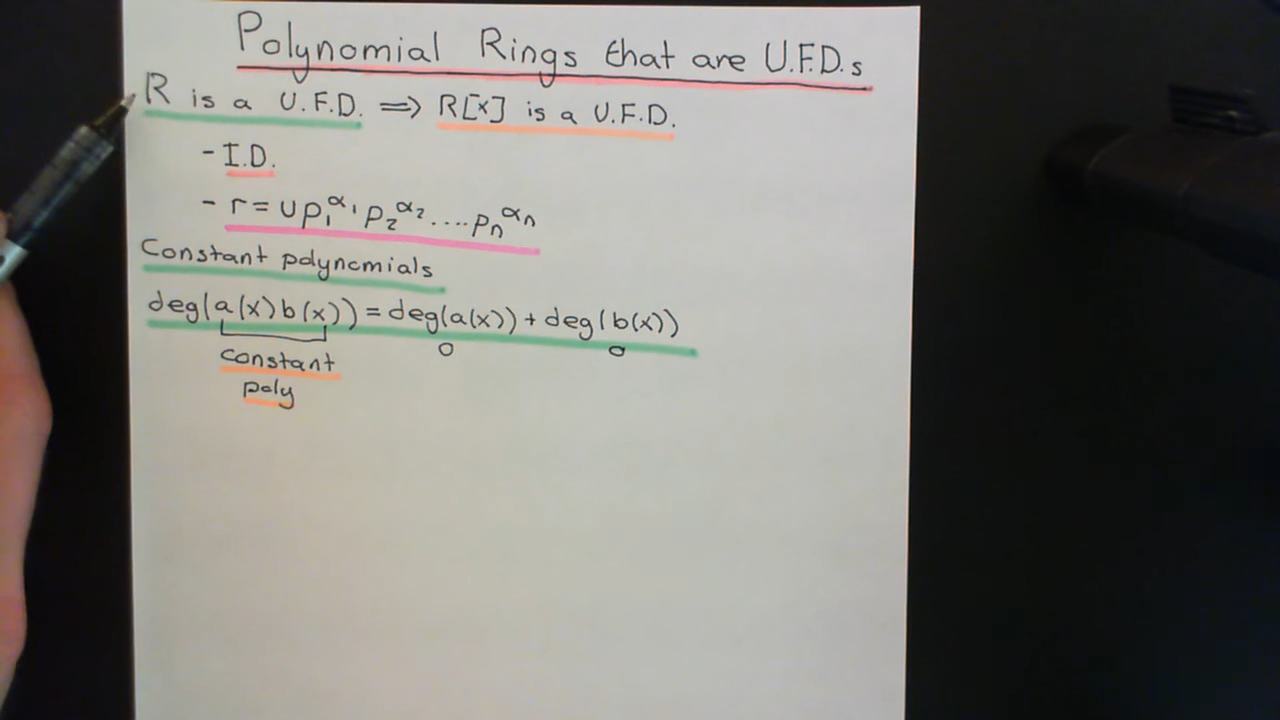 Polynomial Rings that are U.F.D.s
R is a U.F.D. ⟹ R[x] is a U.F.D.
- I.D.
- r = up₁^α₁ p₂^α₂ .... pₙ^αₙ
Constant polynomials
deg(a(x)b(x)) = deg(a(x)) + deg(b(x))
0 0
constant
poly